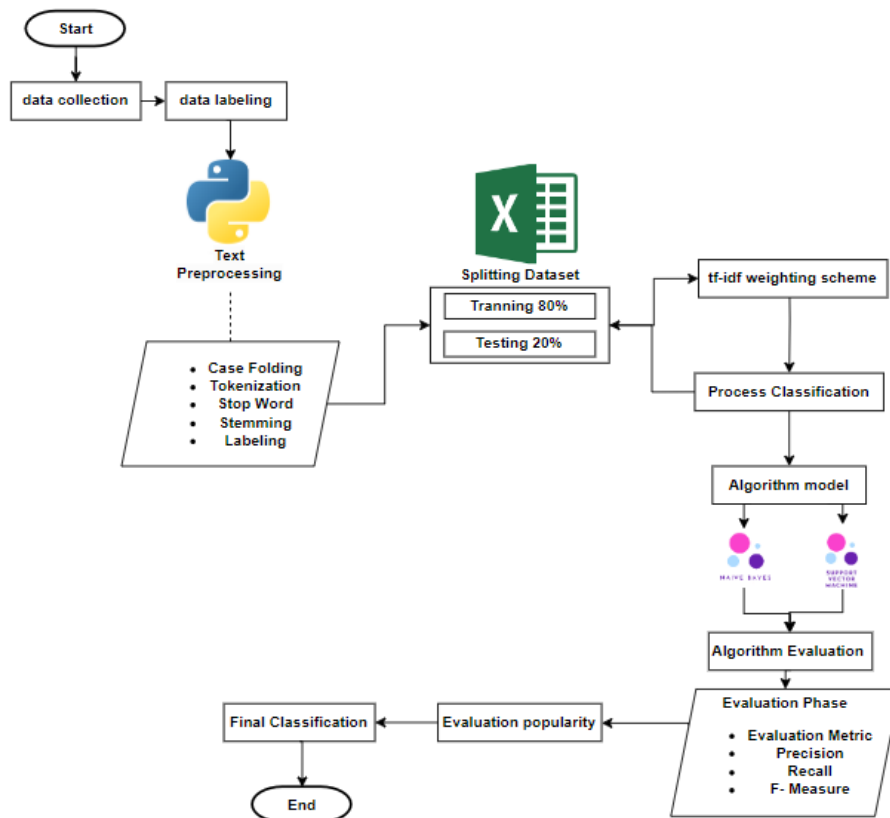 Start
data collection
data labeling
Text
Preprocessing
Case Folding
Tokenization
Stop Word
Stemming
Labeling
X
Splitting Dataset
Tranning 80%
Testing 20%
tf-idf weighting scheme
Process Classification
Algorithm model
NAIVE BAYES
SUPPORT
VECTOR
MACHINE
Algorithm Evaluation
Evaluation Phase
Evaluation Metric
Precision
Recall
F- Measure
Evaluation popularity
Final Classification
End